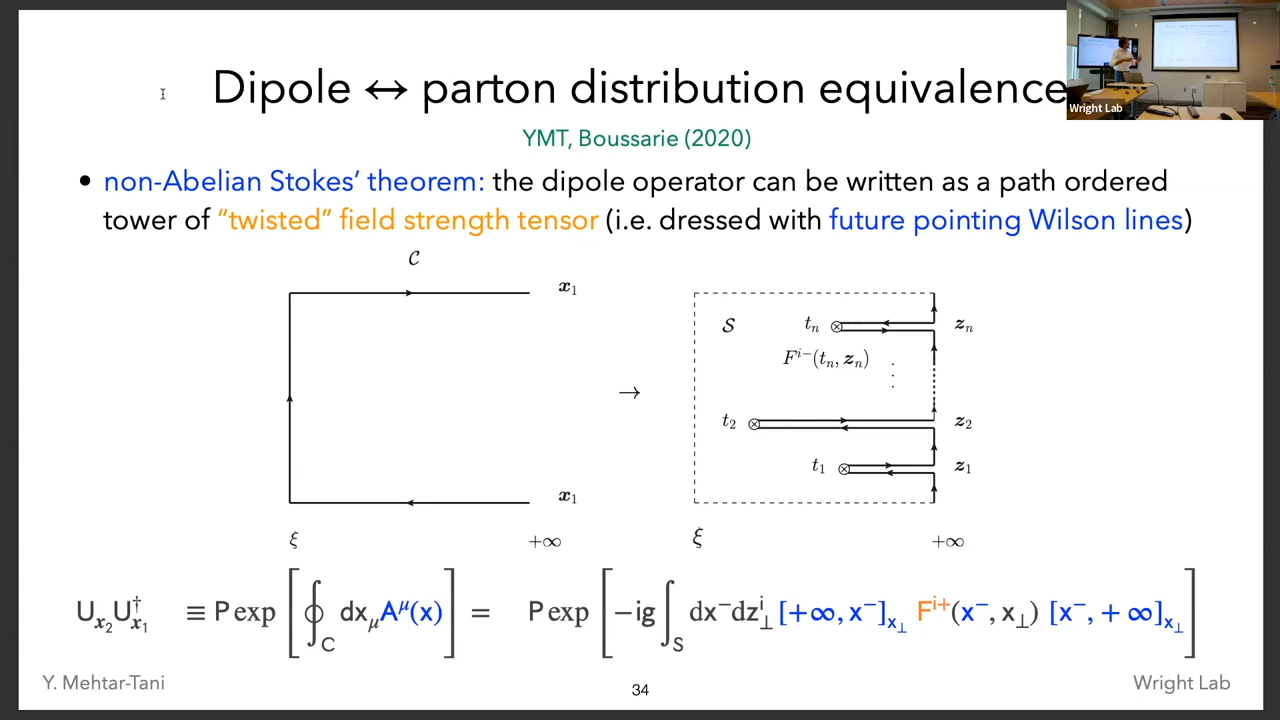 Dipole ↔ parton distribution equivalence
Wright Lab
YMT, Boussarie (2020)
• non-Abelian Stokes’ theorem: the dipole operator can be written as a path ordered
tower of “twisted” field strength tensor (i.e. dressed with future pointing Wilson lines)
𝒞
x₁
x₁
ξ
+∞
→
𝒮
tₙ
zₙ
Fⁱ⁻(tₙ, zₙ)
t₂
z₂
t₁
z₁
ξ
+∞
U_{x₂}U†_{x₁} ≡ P exp [∮_C dx_μ A^μ(x)] = P exp [−ig ∫_S dx⁻dz^i_⊥ [+∞, x⁻]_{x⊥} F^{i+}(x⁻, x_⊥) [x⁻, +∞]_{x⊥}]
Y. Mehtar-Tani
34
Wright Lab